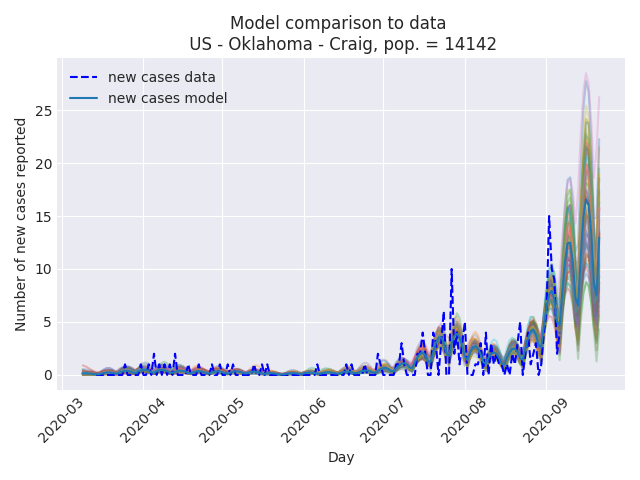 Model comparison to data
US - Oklahoma - Craig, pop. = 14142
new cases data
new cases model
Number of new cases reported
25
20
15
10
5
0
2020-03
2020-04
2020-05
2020-06
2020-07
2020-08
2020-09
Day